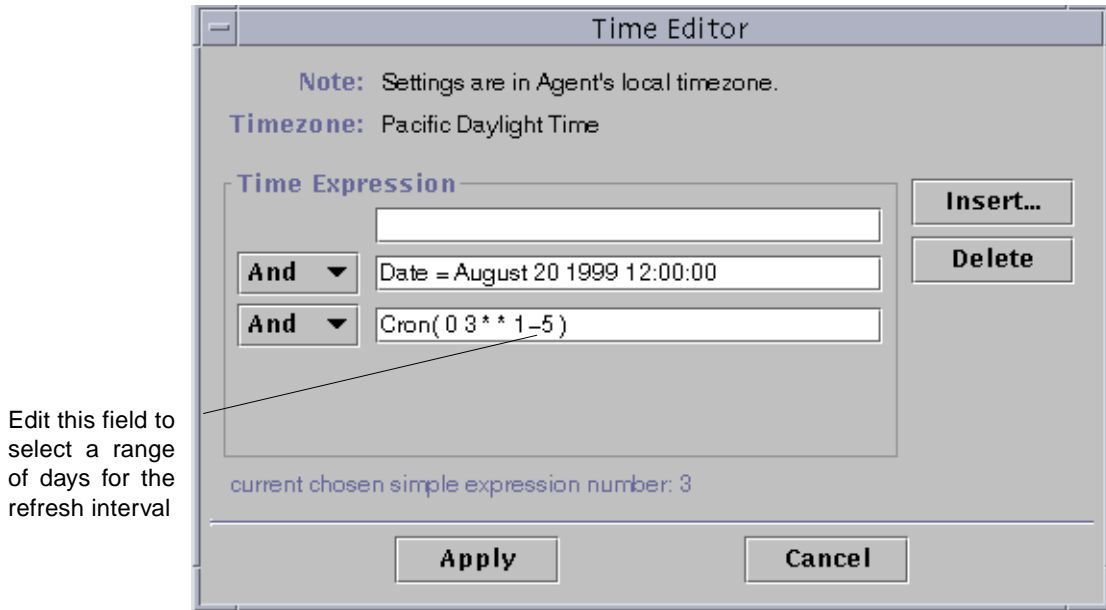 Time Editor
Note: Settings are in Agent's local timezone.
Timezone: Pacific Daylight Time
Time Expression
Insert...
And Date = August 20 1999 12:00:00
Delete
And Cron( 0 3 * * 1–5 )
Edit this field to
select a range
of days for the
refresh interval
current chosen simple expression number: 3
Apply Cancel